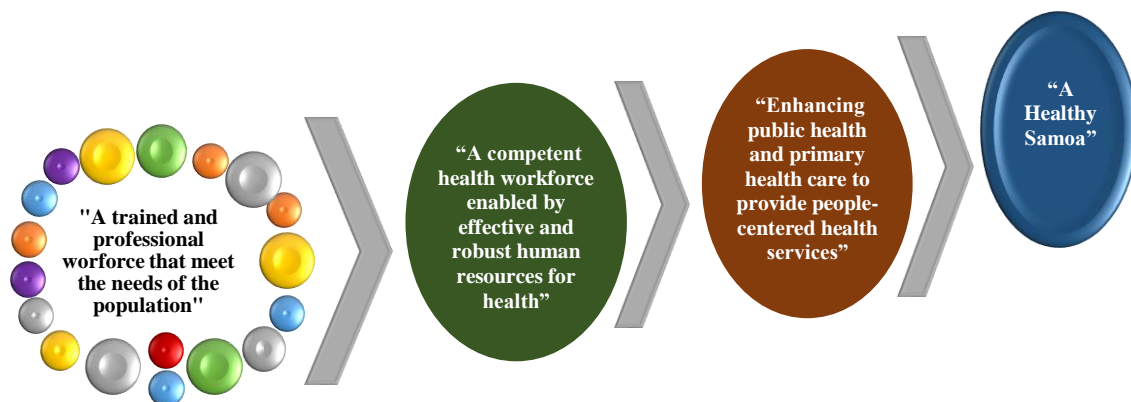 "A trained and
professional
worforce that meet
the needs of the
population"
“A competent
health workforce
enabled by
effective and
robust human
resources for
health”
“Enhancing
public health
and primary
health care to
provide people-
centered health
services”
“A
Healthy
Samoa”